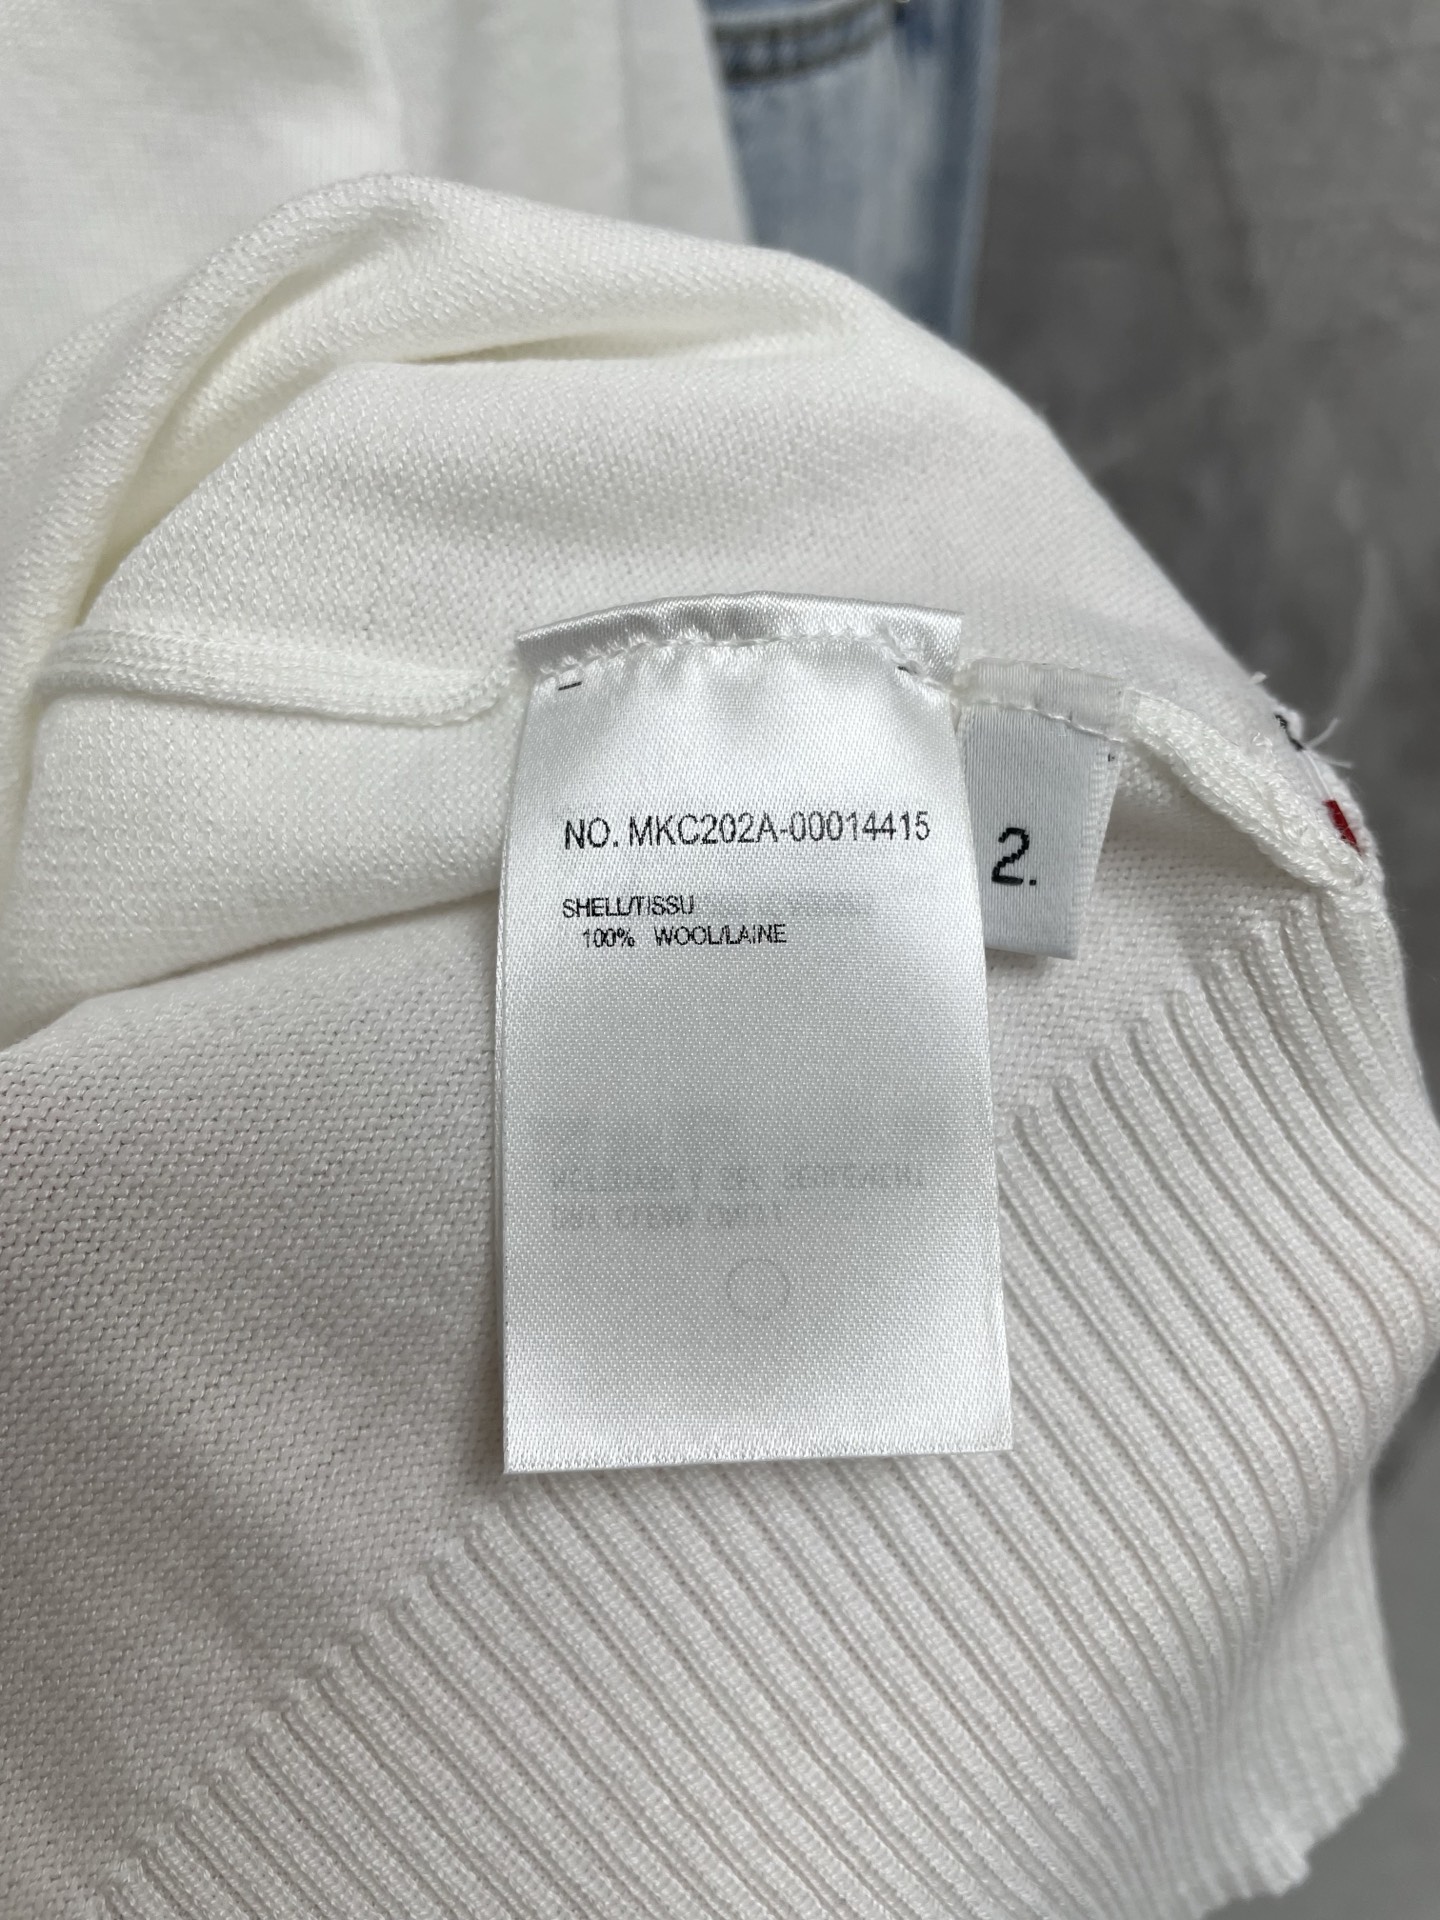 NO. MKC202A-00014415
SHELL/TISSU
100% WOOL/LAINE
2.